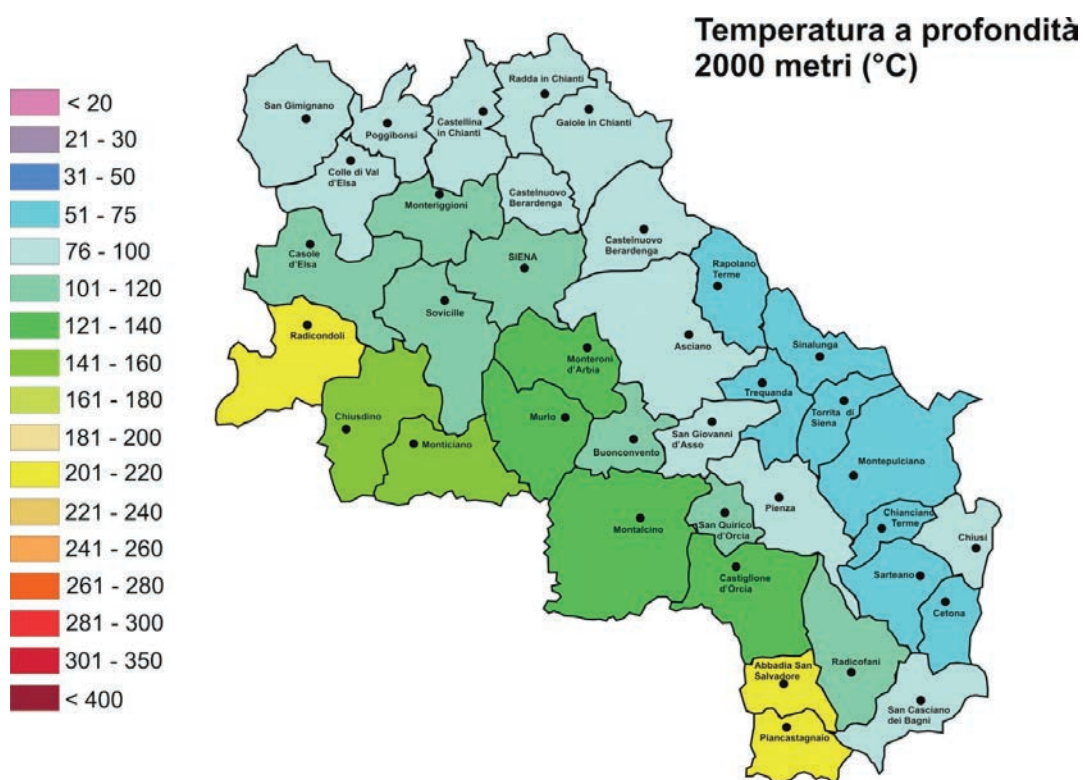 Temperatura a profondità
2000 metri (°C)
< 20
21 - 30
31 - 50
51 - 75
76 - 100
101 - 120
121 - 140
141 - 160
161 - 180
181 - 200
201 - 220
221 - 240
241 - 260
261 - 280
281 - 300
301 - 350
< 400
San Gimignano
Poggibonsi
Castellina
in Chianti
Radda in Chianti
Gaiole in Chianti
Colle di Val
d'Elsa
Monteriggioni
Castelnuovo
Berardenga
Castelnuovo
Berardenga
Casole
d'Elsa
SIENA
Rapolano
Terme
Sovicille
Radicondoli
Monteroni
d'Arbia
Asciano
Sinalunga
Trequanda
Torrita di
Siena
Chiusdino
Monticiano
Murlo
Buonconvento
San Giovanni
d'Asso
Montepulciano
Pienza
Chianciano
Terme
Chiusi
Montalcino
San Quirico
d'Orcia
Castiglione
d'Orcia
Sarteano
Cetona
Abbadia San
Salvadore
Radicofani
Piancastagnaio
San Casciano
dei Bagni